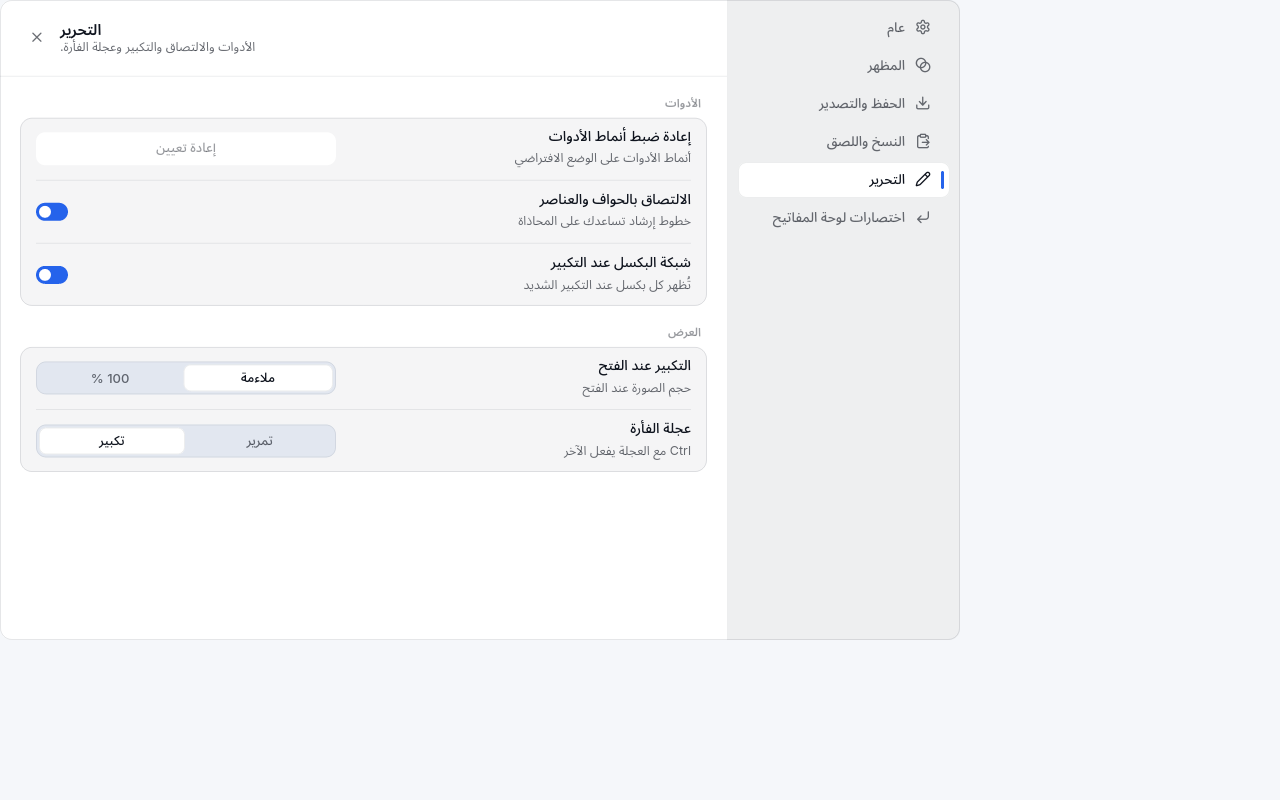 عام
المظهر
الحفظ والتصدير
النسخ واللصق
التحرير
اختصارات لوحة المفاتيح
التحرير
الأدوات والالتصاق والتكبير وعجلة الفأرة.
الأدوات
إعادة ضبط أنماط الأدوات
أنماط الأدوات على الوضع الافتراضي
إعادة تعيين
الالتصاق بالحواف والعناصر
خطوط إرشاد تساعدك على المحاذاة
شبكة البكسل عند التكبير
تُظهر كل بكسل عند التكبير الشديد
العرض
التكبير عند الفتح
حجم الصورة عند الفتح
ملاءمة
100 %
عجلة الفأرة
Ctrl مع العجلة يفعل الآخر
تمرير
تكبير